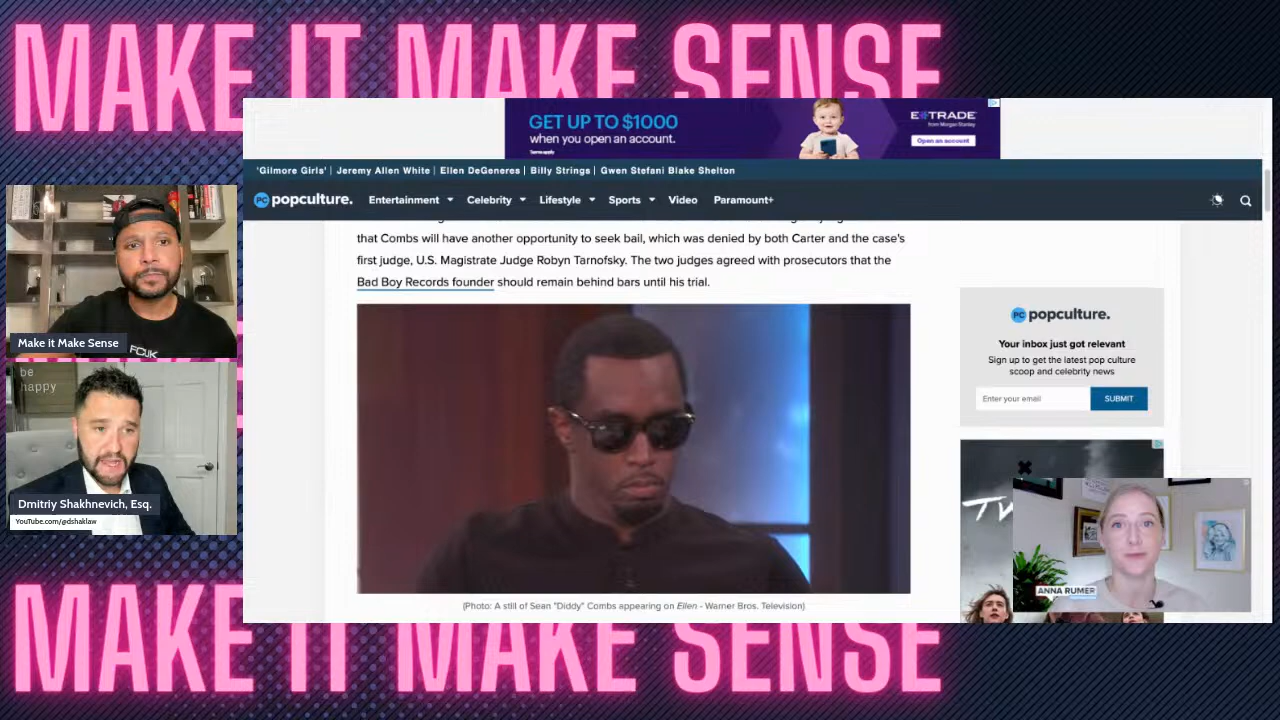 MAKE IT MAKE SENSE
GET UP TO $1000
when you open an account.
E*TRADE
from Morgan Stanley
Open an account
'Gilmore Girls' | Jeremy Allen White | Ellen DeGeneres | Billy Strings | Gwen Stefani Blake Shelton
PC popculture.
Entertainment
Celebrity
Lifestyle
Sports
Video
Paramount+
that Combs will have another opportunity to seek bail, which was denied by both Carter and the case's
first judge, U.S. Magistrate Judge Robyn Tarnofsky. The two judges agreed with prosecutors that the
Bad Boy Records founder should remain behind bars until his trial.
(Photo: A still of Sean "Diddy" Combs appearing on Ellen - Warner Bros. Television)
PC popculture.
Your inbox just got relevant
Sign up to get the latest pop culture
scoop and celebrity news
Enter your email
SUBMIT
ANNA RUMER
FCUK
Make it Make Sense
be
happy
Dmitriy Shakhnevich, Esq.
YouTube.com/@dshaklaw
MAKE IT MAKE SENSE